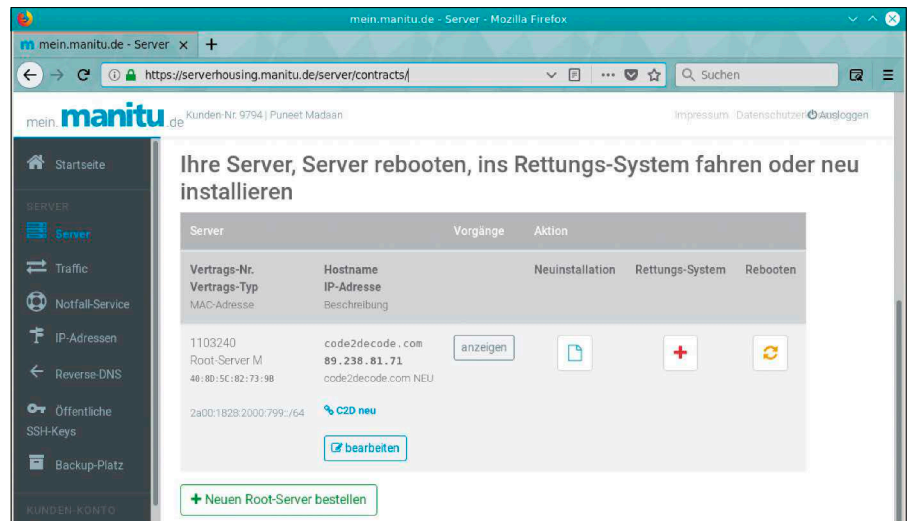 mein.manitu.de - Server - Mozilla Firefox
mein.manitu.de - Server × +
https://serverhousing.manitu.de/server/contracts/ Suchen
mein.manitu.de Kunden-Nr. 9794 | Puneet Madaan Impressum Datenschutzerk Ausloggen
Startseite
SERVER
Server
Traffic
Notfall-Service
IP-Adressen
Reverse-DNS
Öffentliche
SSH-Keys
Backup-Platz
KUNDEN-KONTO
Ihre Server, Server rebooten, ins Rettungs-System fahren oder neu
installieren
Server Vorgänge Aktion
Vertrags-Nr. Hostname Neuinstallation Rettungs-System Rebooten
Vertrags-Typ IP-Adresse
MAC-Adresse Beschreibung
1103240 code2decode.com anzeigen
Root-Server M 89.238.81.71
40:8D:5C:82:73:9B code2decode.com NEU
2a00:1828:2000:799::/64 C2D neu
bearbeiten
+ Neuen Root-Server bestellen